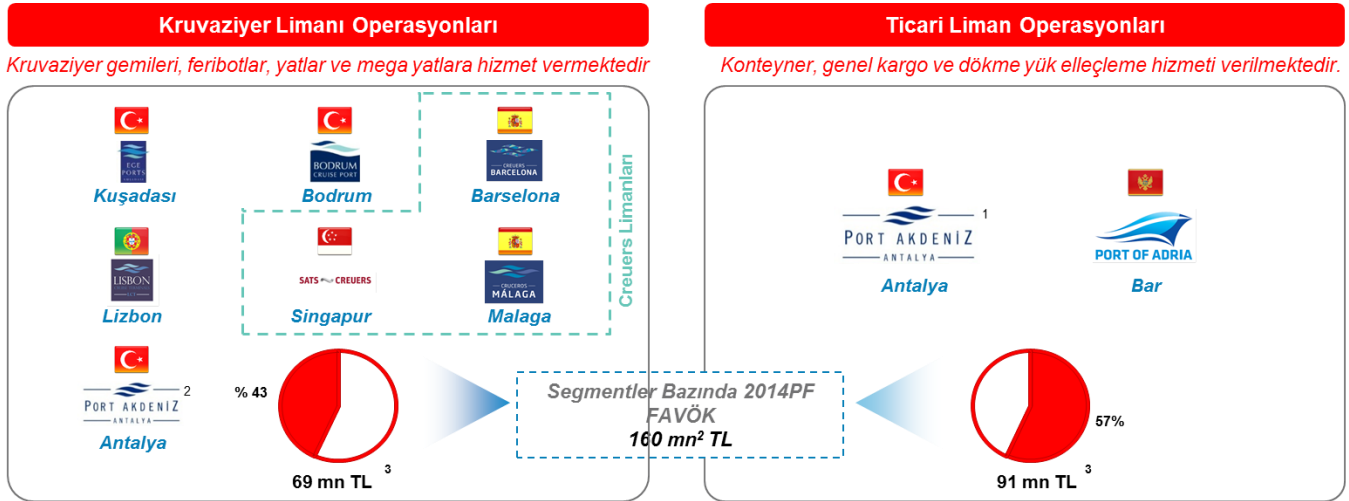 Kruvaziyer Limanı Operasyonları
Kruvaziyer gemileri, feribotlar, yatlar ve mega yatlara hizmet vermektedir
EGE
PORTS
Kuşadası
BODRUM
CRUISE PORT
Bodrum
CREUERS
BARCELONA
Barselona
LISBON
Lizbon
SATS CREUERS
Singapur
CRUCEROS
MÁLAGA
Malaga
Creuers Limanları
PORT AKDENİZ 2
ANTALYA
Antalya
% 43
69 mn TL 3
Segmentler Bazında 2014PF
FAVÖK
160 mn² TL
Ticari Liman Operasyonları
Konteyner, genel kargo ve dökme yük elleçleme hizmeti verilmektedir.
PORT AKDENİZ 1
ANTALYA
Antalya
PORT OF ADRIA
Bar
57%
91 mn TL 3